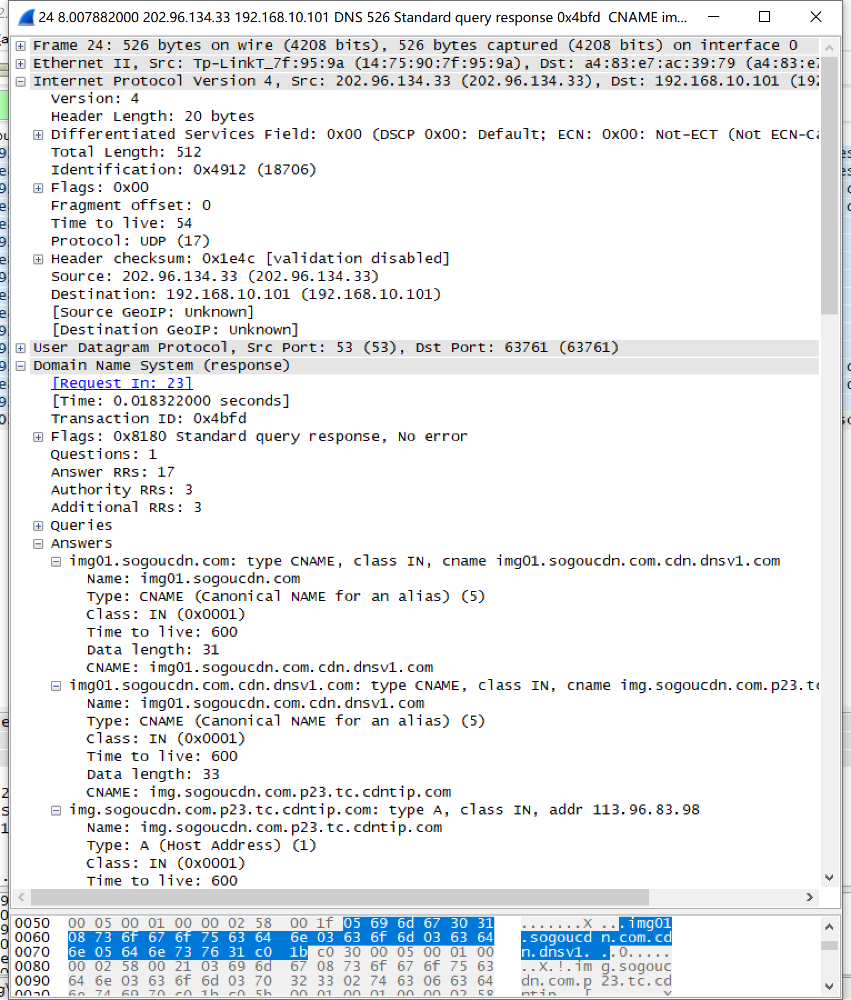 24 8.007882000 202.96.134.33 192.168.10.101 DNS 526 Standard query response 0x4bfd  CNAME im...
Frame 24: 526 bytes on wire (4208 bits), 526 bytes captured (4208 bits) on interface 0
Ethernet II, Src: Tp-LinkT_7f:95:9a (14:75:90:7f:95:9a), Dst: a4:83:e7:ac:39:79 (a4:83:e7
Internet Protocol Version 4, Src: 202.96.134.33 (202.96.134.33), Dst: 192.168.10.101 (192
Version: 4
Header Length: 20 bytes
Differentiated Services Field: 0x00 (DSCP 0x00: Default; ECN: 0x00: Not-ECT (Not ECN-Ca
Total Length: 512
Identification: 0x4912 (18706)
Flags: 0x00
Fragment offset: 0
Time to live: 54
Protocol: UDP (17)
Header checksum: 0x1e4c [validation disabled]
Source: 202.96.134.33 (202.96.134.33)
Destination: 192.168.10.101 (192.168.10.101)
[Source GeoIP: Unknown]
[Destination GeoIP: Unknown]
User Datagram Protocol, Src Port: 53 (53), Dst Port: 63761 (63761)
Domain Name System (response)
[Request In: 23]
[Time: 0.018322000 seconds]
Transaction ID: 0x4bfd
Flags: 0x8180 Standard query response, No error
Questions: 1
Answer RRs: 17
Authority RRs: 3
Additional RRs: 3
Queries
Answers
img01.sogoucdn.com: type CNAME, class IN, cname img01.sogoucdn.com.cdn.dnsv1.com
Name: img01.sogoucdn.com
Type: CNAME (Canonical NAME for an alias) (5)
Class: IN (0x0001)
Time to live: 600
Data length: 31
CNAME: img01.sogoucdn.com.cdn.dnsv1.com
img01.sogoucdn.com.cdn.dnsv1.com: type CNAME, class IN, cname img.sogoucdn.com.p23.tc
Name: img01.sogoucdn.com.cdn.dnsv1.com
Type: CNAME (Canonical NAME for an alias) (5)
Class: IN (0x0001)
Time to live: 600
Data length: 33
CNAME: img.sogoucdn.com.p23.tc.cdntip.com
img.sogoucdn.com.p23.tc.cdntip.com: type A, class IN, addr 113.96.83.98
Name: img.sogoucdn.com.p23.tc.cdntip.com
Type: A (Host Address) (1)
Class: IN (0x0001)
Time to live: 600
0050 00 05 00 01 00 00 02 58 00 1f 05 69 6d 67 30 31 .......X ...img01
0060 08 73 6f 67 6f 75 63 64 6e 03 63 6f 6d 03 63 64 .sogoucd n.com.cd
0070 6e 05 64 6e 73 76 31 c0 1b c0 30 00 05 00 01 00 n.dnsv1. ..0.....
0080 00 02 58 00 21 03 69 6d 67 08 73 6f 67 6f 75 63 ..X.!.im g.sogouc
0090 64 6e 03 63 6f 6d 03 70 32 33 02 74 63 06 63 64 dn.com.p 23.tc.cd
00a0 6e 74 69 70 c0 1b c0 5b 00 01 00 01 00 00 02 58